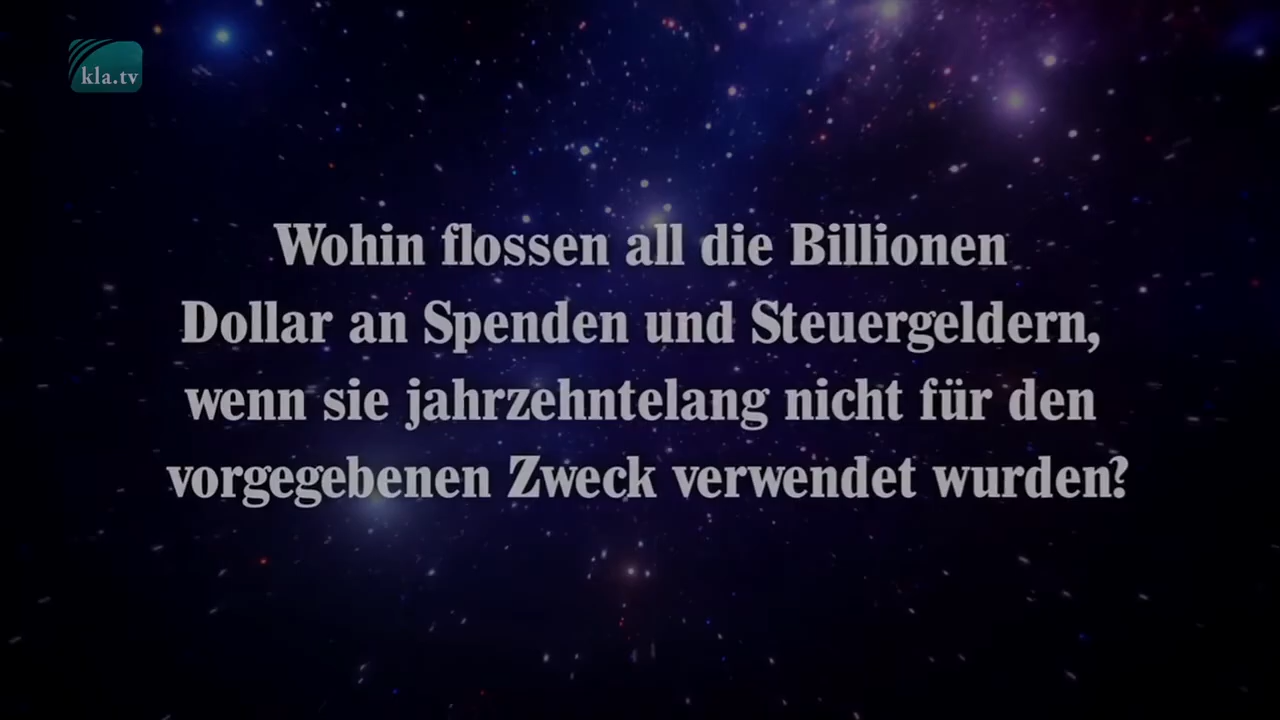 kla.tv
Wohin flossen all die Billionen
Dollar an Spenden und Steuergeldern,
wenn sie jahrzehntelang nicht für den
vorgegebenen Zweck verwendet wurden?